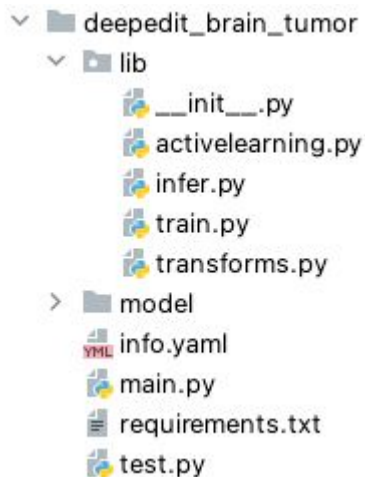 deepedit_brain_tumor
lib
__init__.py
activelearning.py
infer.py
train.py
transforms.py
model
YML info.yaml
main.py
requirements.txt
test.py